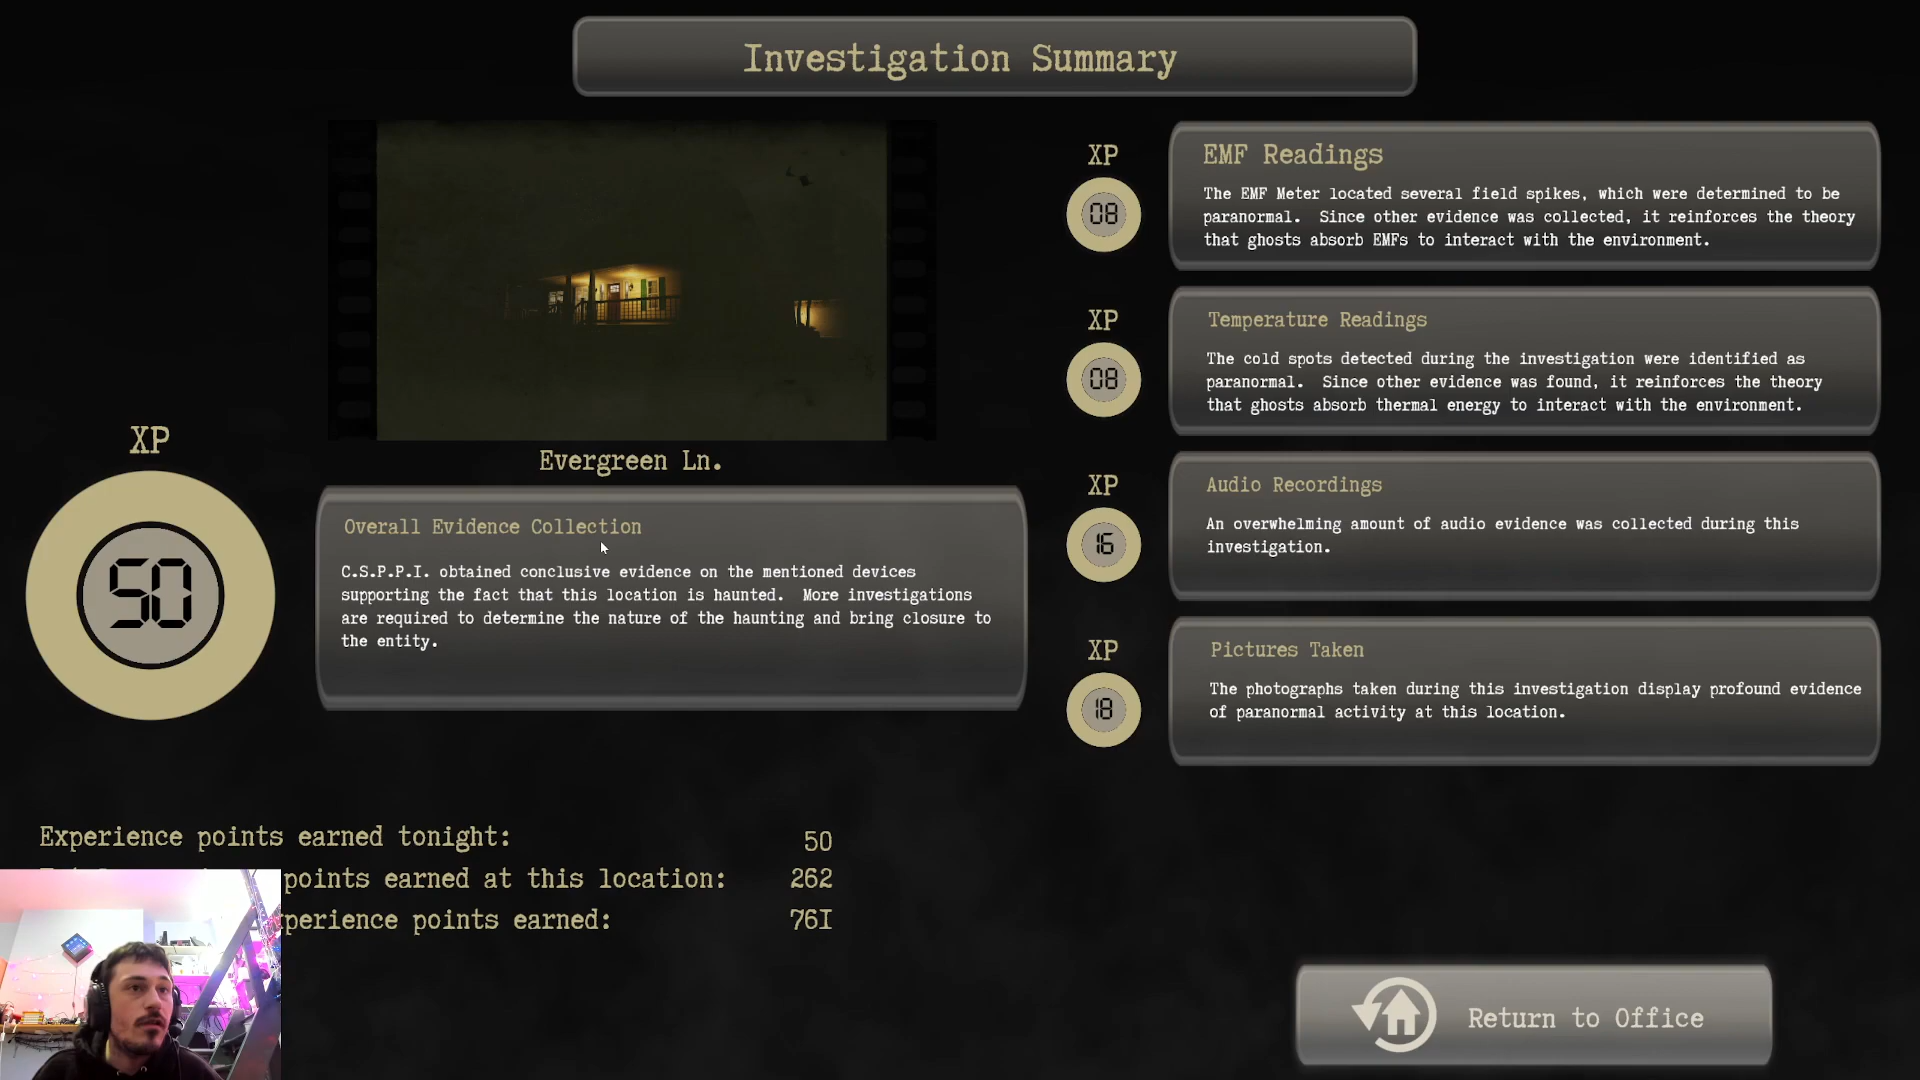 Investigation Summary
XP
50
Evergreen Ln.
Overall Evidence Collection
C.S.P.P.I. obtained conclusive evidence on the mentioned devices
supporting the fact that this location is haunted. More investigations
are required to determine the nature of the haunting and bring closure to
the entity.
XP
08
EMF Readings
The EMF Meter located several field spikes, which were determined to be
paranormal. Since other evidence was collected, it reinforces the theory
that ghosts absorb EMFs to interact with the environment.
XP
08
Temperature Readings
The cold spots detected during the investigation were identified as
paranormal. Since other evidence was found, it reinforces the theory
that ghosts absorb thermal energy to interact with the environment.
XP
16
Audio Recordings
An overwhelming amount of audio evidence was collected during this
investigation.
XP
18
Pictures Taken
The photographs taken during this investigation display profound evidence
of paranormal activity at this location.
Experience points earned tonight: 50
points earned at this location: 262
perience points earned: 761
Return to Office